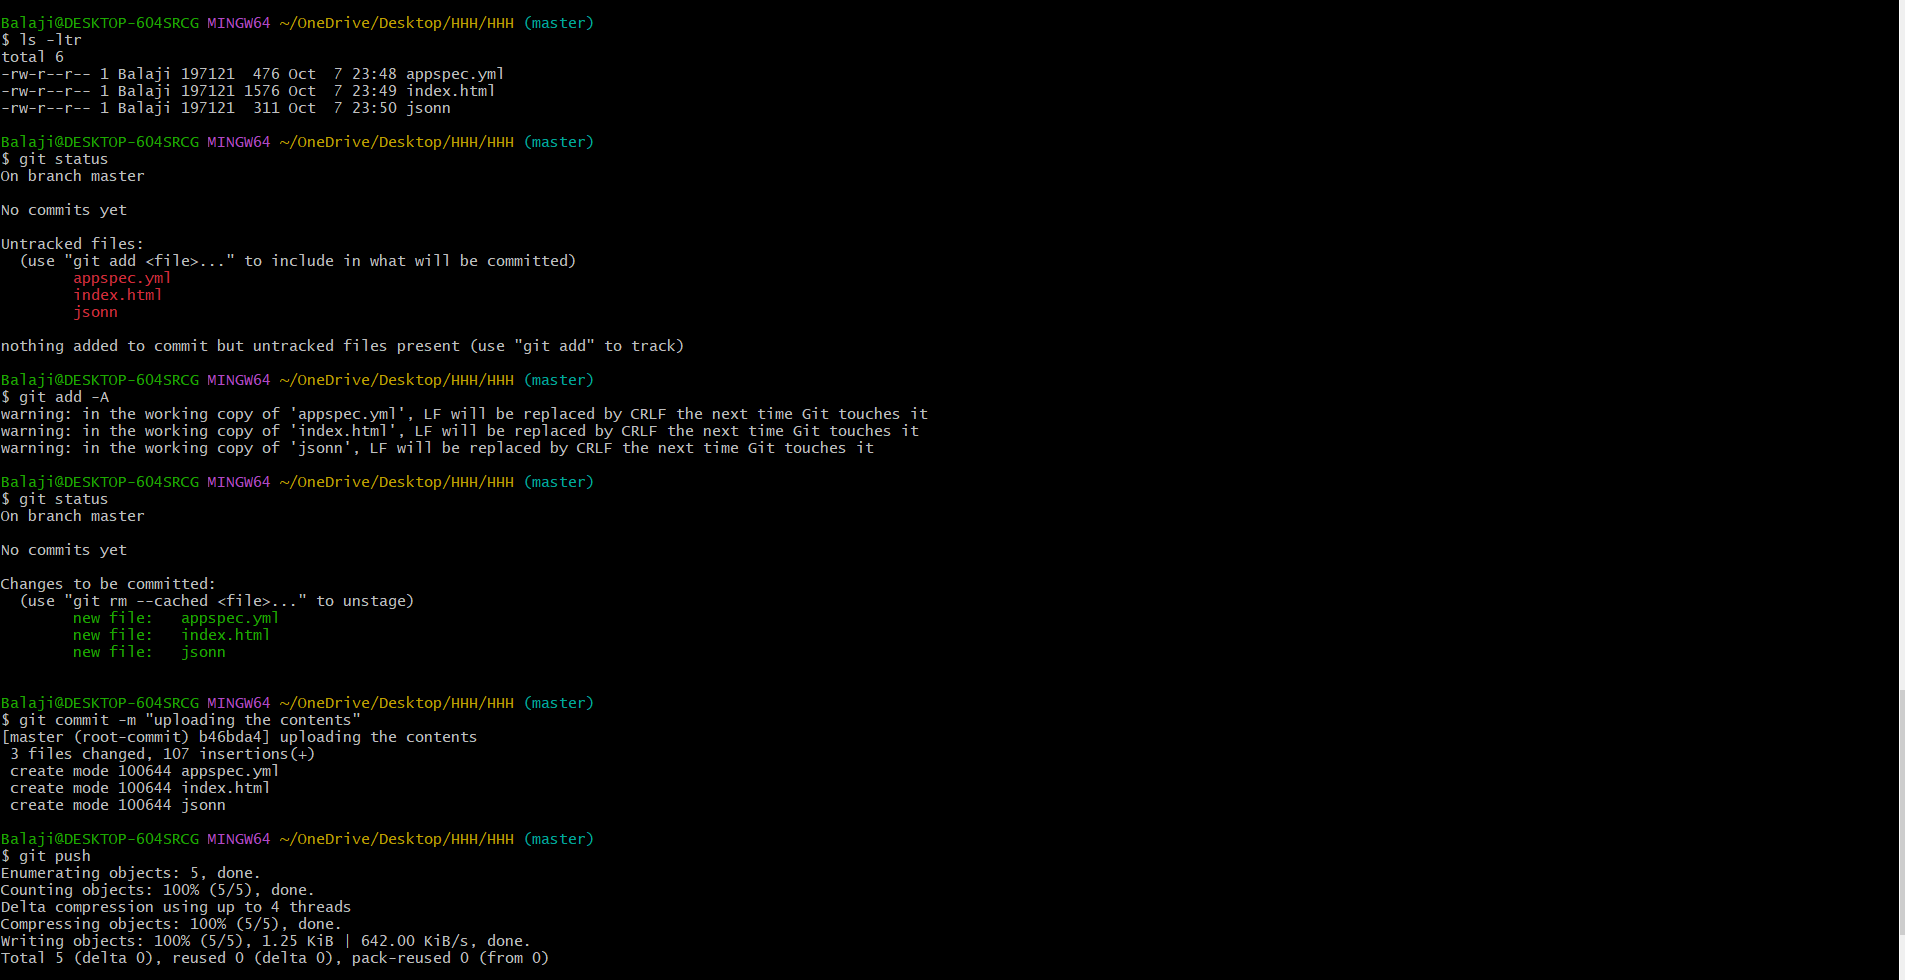 Balaji@DESKTOP-604SRCG MINGW64 ~/OneDrive/Desktop/HHH/HHH (master)
$ ls -ltr
total 6
-rw-r--r-- 1 Balaji 197121  476 Oct  7 23:48 appspec.yml
-rw-r--r-- 1 Balaji 197121 1576 Oct  7 23:49 index.html
-rw-r--r-- 1 Balaji 197121  311 Oct  7 23:50 jsonn
Balaji@DESKTOP-604SRCG MINGW64 ~/OneDrive/Desktop/HHH/HHH (master)
$ git status
On branch master
No commits yet
Untracked files:
  (use "git add <file>..." to include in what will be committed)
        appspec.yml
        index.html
        jsonn
nothing added to commit but untracked files present (use "git add" to track)
Balaji@DESKTOP-604SRCG MINGW64 ~/OneDrive/Desktop/HHH/HHH (master)
$ git add -A
warning: in the working copy of 'appspec.yml', LF will be replaced by CRLF the next time Git touches it
warning: in the working copy of 'index.html', LF will be replaced by CRLF the next time Git touches it
warning: in the working copy of 'jsonn', LF will be replaced by CRLF the next time Git touches it
Balaji@DESKTOP-604SRCG MINGW64 ~/OneDrive/Desktop/HHH/HHH (master)
$ git status
On branch master
No commits yet
Changes to be committed:
  (use "git rm --cached <file>..." to unstage)
        new file:   appspec.yml
        new file:   index.html
        new file:   jsonn
Balaji@DESKTOP-604SRCG MINGW64 ~/OneDrive/Desktop/HHH/HHH (master)
$ git commit -m "uploading the contents"
[master (root-commit) b46bda4] uploading the contents
 3 files changed, 107 insertions(+)
 create mode 100644 appspec.yml
 create mode 100644 index.html
 create mode 100644 jsonn
Balaji@DESKTOP-604SRCG MINGW64 ~/OneDrive/Desktop/HHH/HHH (master)
$ git push
Enumerating objects: 5, done.
Counting objects: 100% (5/5), done.
Delta compression using up to 4 threads
Compressing objects: 100% (5/5), done.
Writing objects: 100% (5/5), 1.25 KiB | 642.00 KiB/s, done.
Total 5 (delta 0), reused 0 (delta 0), pack-reused 0 (from 0)